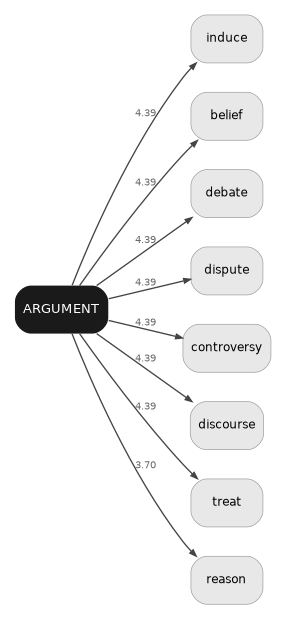 induce
4.39
belief
4.39
debate
4.39
dispute
4.39
ARGUMENT
4.39
controversy
4.39
discourse
4.39
treat
3.70
reason